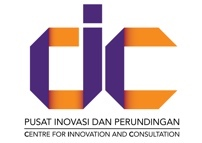 cic
PUSAT INOVASI DAN PERUNDINGAN
CENTRE FOR INNOVATION AND CONSULTATION